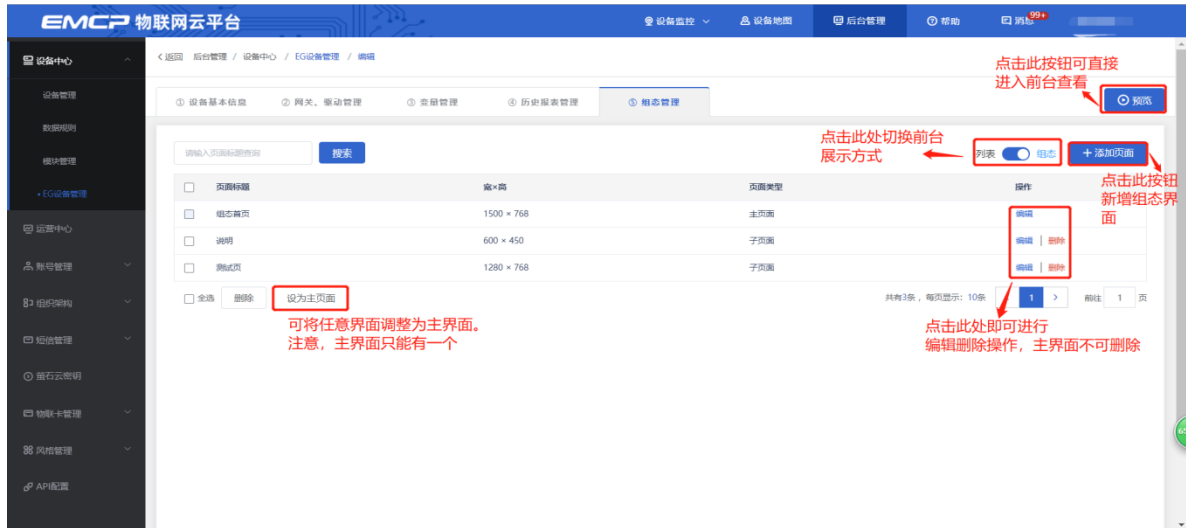 EMCP 物联网云平台
设备监控 设备地图 后台管理 帮助 消息 99+
设备中心
设备管理
数据规则
模块管理
EG设备管理
运营中心
账号管理
组织架构
短信管理
萤石云密钥
物联卡管理
风格管理
API配置
返回 后台管理 / 设备中心 / EG设备管理 / 编辑
点击此按钮可直接
进入前台查看
① 设备基本信息 ② 网关、驱动管理 ③ 变量管理 ④ 历史报表管理 ⑤ 组态管理
预览
请输入页面标题查询 搜索
点击此处切换前台
展示方式
列表 组态 + 添加页面
点击此按钮
新增组态界
面
页面标题 宽×高 页面类型 操作
组态首页 1500 × 768 主页面 编辑
说明 600 × 450 子页面 编辑 | 删除
测试页 1280 × 768 子页面 编辑 | 删除
全选 删除 设为主页面
共有3条，每页显示：10条 1 > 前往 1 页
可将任意界面调整为主界面。
注意，主界面只能有一个
点击此处即可进行
编辑删除操作，主界面不可删除